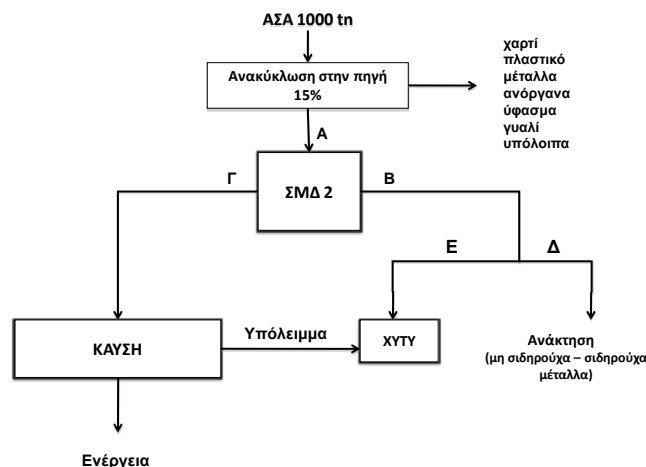 ΑΣΑ 1000 tn
Ανακύκλωση στην πηγή
15%
χαρτί
πλαστικό
μέταλλα
ανόργανα
ύφασμα
γυαλί
υπόλοιπα
Α
Γ
ΣΜΔ 2
Β
Ε
Δ
ΚΑΥΣΗ
Υπόλειμμα
ΧΥΤΥ
Ανάκτηση
(μη σιδηρούχα – σιδηρούχα
μέταλλα)
Ενέργεια